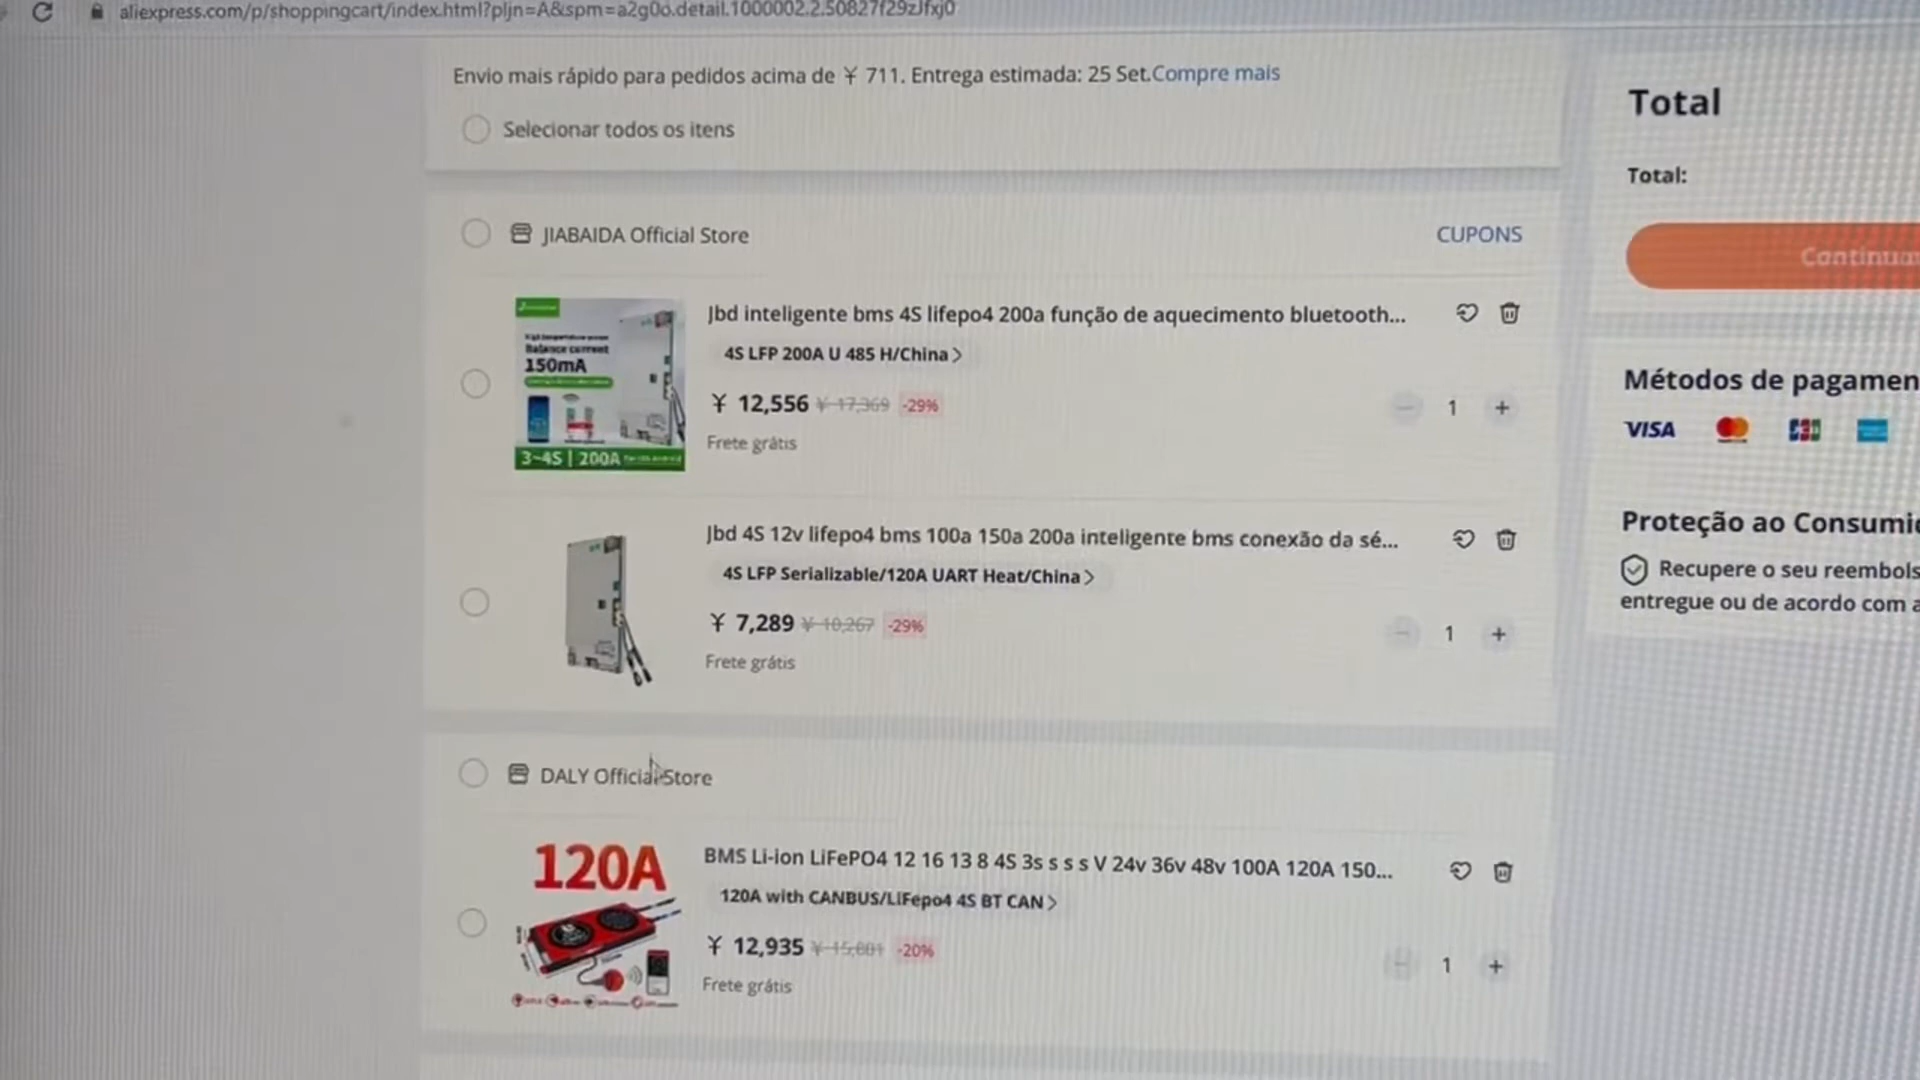 aliexpress.com/p/shoppingcart/index.html?pljn=A&spm=a2g0o.detail.1000002.2.50827f29zJfxj0
Envio mais rápido para pedidos acima de ¥ 711. Entrega estimada: 25 Set.Compre mais
Selecionar todos os itens
JIABAIDA Official Store
CUPONS
Balance current
150mA
3~4S | 200A
Jbd inteligente bms 4S lifepo4 200a função de aquecimento bluetooth...
4S LFP 200A U 485 H/China >
¥ 12,556 ¥ 17,369 -29%
1
Frete grátis
Jbd 4S 12v lifepo4 bms 100a 150a 200a inteligente bms conexão da sé...
4S LFP Serializable/120A UART Heat/China >
¥ 7,289 ¥ 10,267 -29%
1
Frete grátis
DALY Official Store
120A
BMS Li-ion LiFePO4 12 16 13 8 4S 3s s s s V 24v 36v 48v 100A 120A 150...
120A with CANBUS/LiFepo4 4S BT CAN >
¥ 12,935 -20%
1
Frete grátis
Total
Total:
Continuar
Métodos de pagamen
VISA
JCB
Proteção ao Consumid
Recupere o seu reembols
entregue ou de acordo com a